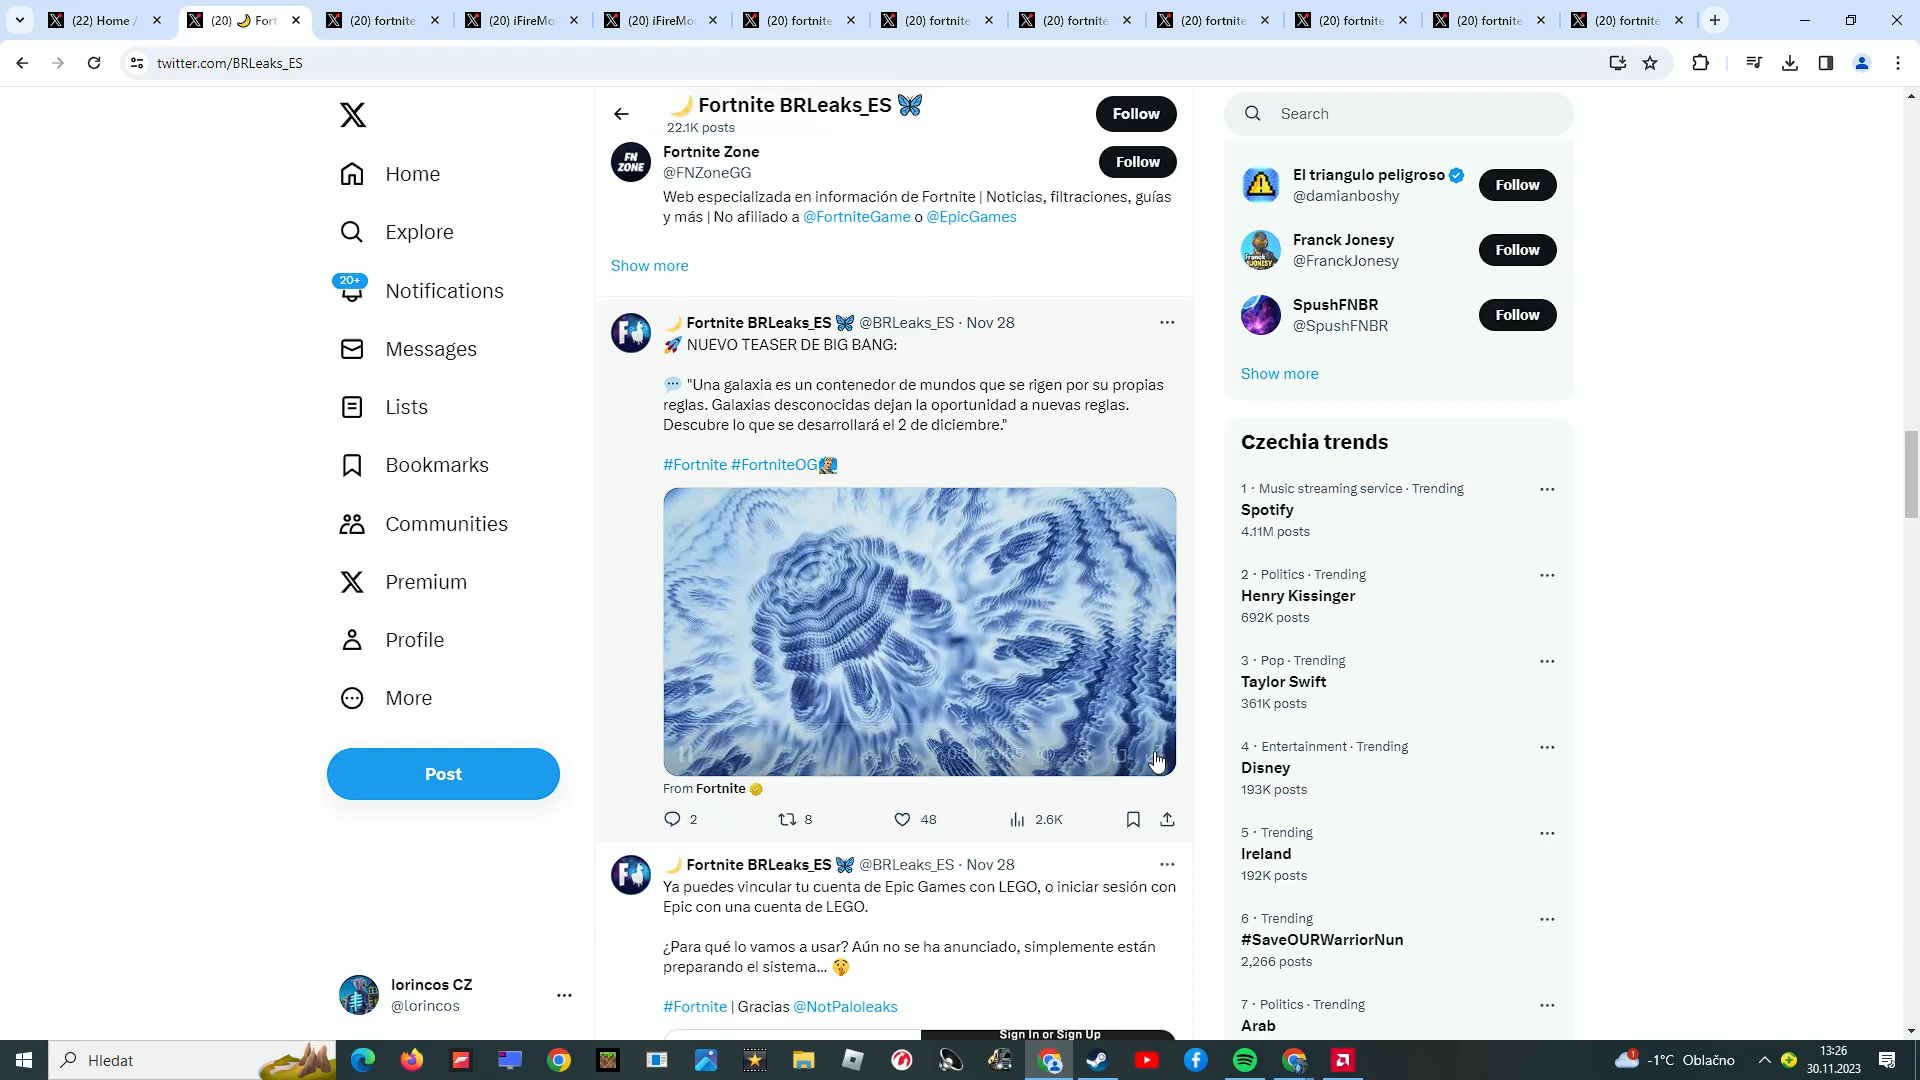 (22) Home /
(20) 🌙 Fort
(20) fortnite
(20) iFireMo
(20) iFireMo
(20) fortnite
(20) fortnite
(20) fortnite
(20) fortnite
(20) fortnite
(20) fortnite
(20) fortnite
twitter.com/BRLeaks_ES
Home
Explore
20+
Notifications
Messages
Lists
Bookmarks
Communities
Premium
Profile
More
Post
lorincos CZ
@lorincos
🌙 Fortnite BRLeaks_ES 🦋
22.1K posts
Follow
FN ZONE
Fortnite Zone
@FNZoneGG
Follow
Web especializada en información de Fortnite | Noticias, filtraciones, guías
y más | No afiliado a @FortniteGame o @EpicGames
Show more
🌙 Fortnite BRLeaks_ES 🦋 @BRLeaks_ES · Nov 28
🚀 NUEVO TEASER DE BIG BANG:
💬 "Una galaxia es un contenedor de mundos que se rigen por su propias
reglas. Galaxias desconocidas dejan la oportunidad a nuevas reglas.
Descubre lo que se desarrollará el 2 de diciembre."
#Fortnite #FortniteOG
From Fortnite
2 8 48 2.6K
🌙 Fortnite BRLeaks_ES 🦋 @BRLeaks_ES · Nov 28
Ya puedes vincular tu cuenta de Epic Games con LEGO, o iniciar sesión con
Epic con una cuenta de LEGO.
¿Para qué lo vamos a usar? Aún no se ha anunciado, simplemente están
preparando el sistema... 🤫
#Fortnite | Gracias @NotPaloleaks
Sign In or Sign Up
Search
El triangulo peligroso
@damianboshy
Follow
Franck Jonesy
@FranckJonesy
Follow
SpushFNBR
@SpushFNBR
Follow
Show more
Czechia trends
1 · Music streaming service · Trending
Spotify
4.11M posts
2 · Politics · Trending
Henry Kissinger
692K posts
3 · Pop · Trending
Taylor Swift
361K posts
4 · Entertainment · Trending
Disney
193K posts
5 · Trending
Ireland
192K posts
6 · Trending
#SaveOURWarriorNun
2,266 posts
7 · Politics · Trending
Arab
Hledat
-1°C Oblačno
13:26
30.11.2023